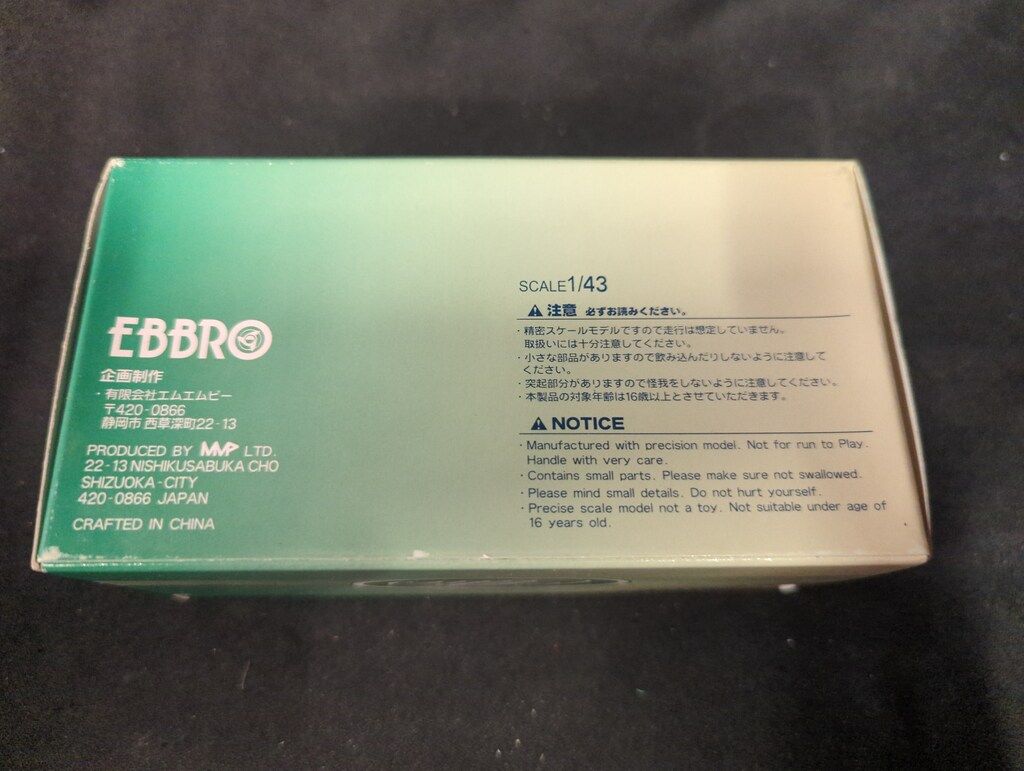 EBBRO
企画制作
・有限会社エムエムピー
〒420-0866
静岡市 西草深町22-13
PRODUCED BY MMP LTD.
22-13 NISHIKUSABUKA CHO
SHIZUOKA-CITY
420-0866 JAPAN
CRAFTED IN CHINA
SCALE1/43
注意 必ずお読みください。
・精密スケールモデルですので走行は想定していません。
取扱いには十分注意してください。
・小さな部品がありますので飲み込んだりしないように注意して
ください。
・突起部分がありますので怪我をしないように注意してください。
・本製品の対象年齢は16歳以上とさせていただきます。
NOTICE
・Manufactured with precision model. Not for run to Play.
Handle with very care.
・Contains small parts. Please make sure not swallowed.
・Please mind small details. Do not hurt yourself.
・Precise scale model not a toy. Not suitable under age of
16 years old.